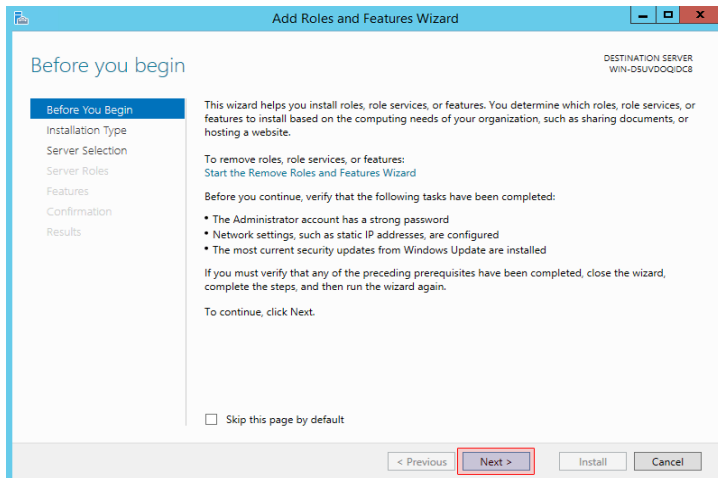 Add Roles and Features Wizard
Before you begin
DESTINATION SERVER
WIN-D5UVDOQIDC8
Before You Begin
Installation Type
Server Selection
Server Roles
Features
Confirmation
Results
This wizard helps you install roles, role services, or features. You determine which roles, role services, or
features to install based on the computing needs of your organization, such as sharing documents, or
hosting a website.
To remove roles, role services, or features:
Start the Remove Roles and Features Wizard
Before you continue, verify that the following tasks have been completed:
• The Administrator account has a strong password
• Network settings, such as static IP addresses, are configured
• The most current security updates from Windows Update are installed
If you must verify that any of the preceding prerequisites have been completed, close the wizard,
complete the steps, and then run the wizard again.
To continue, click Next.
Skip this page by default
< Previous
Next >
Install
Cancel